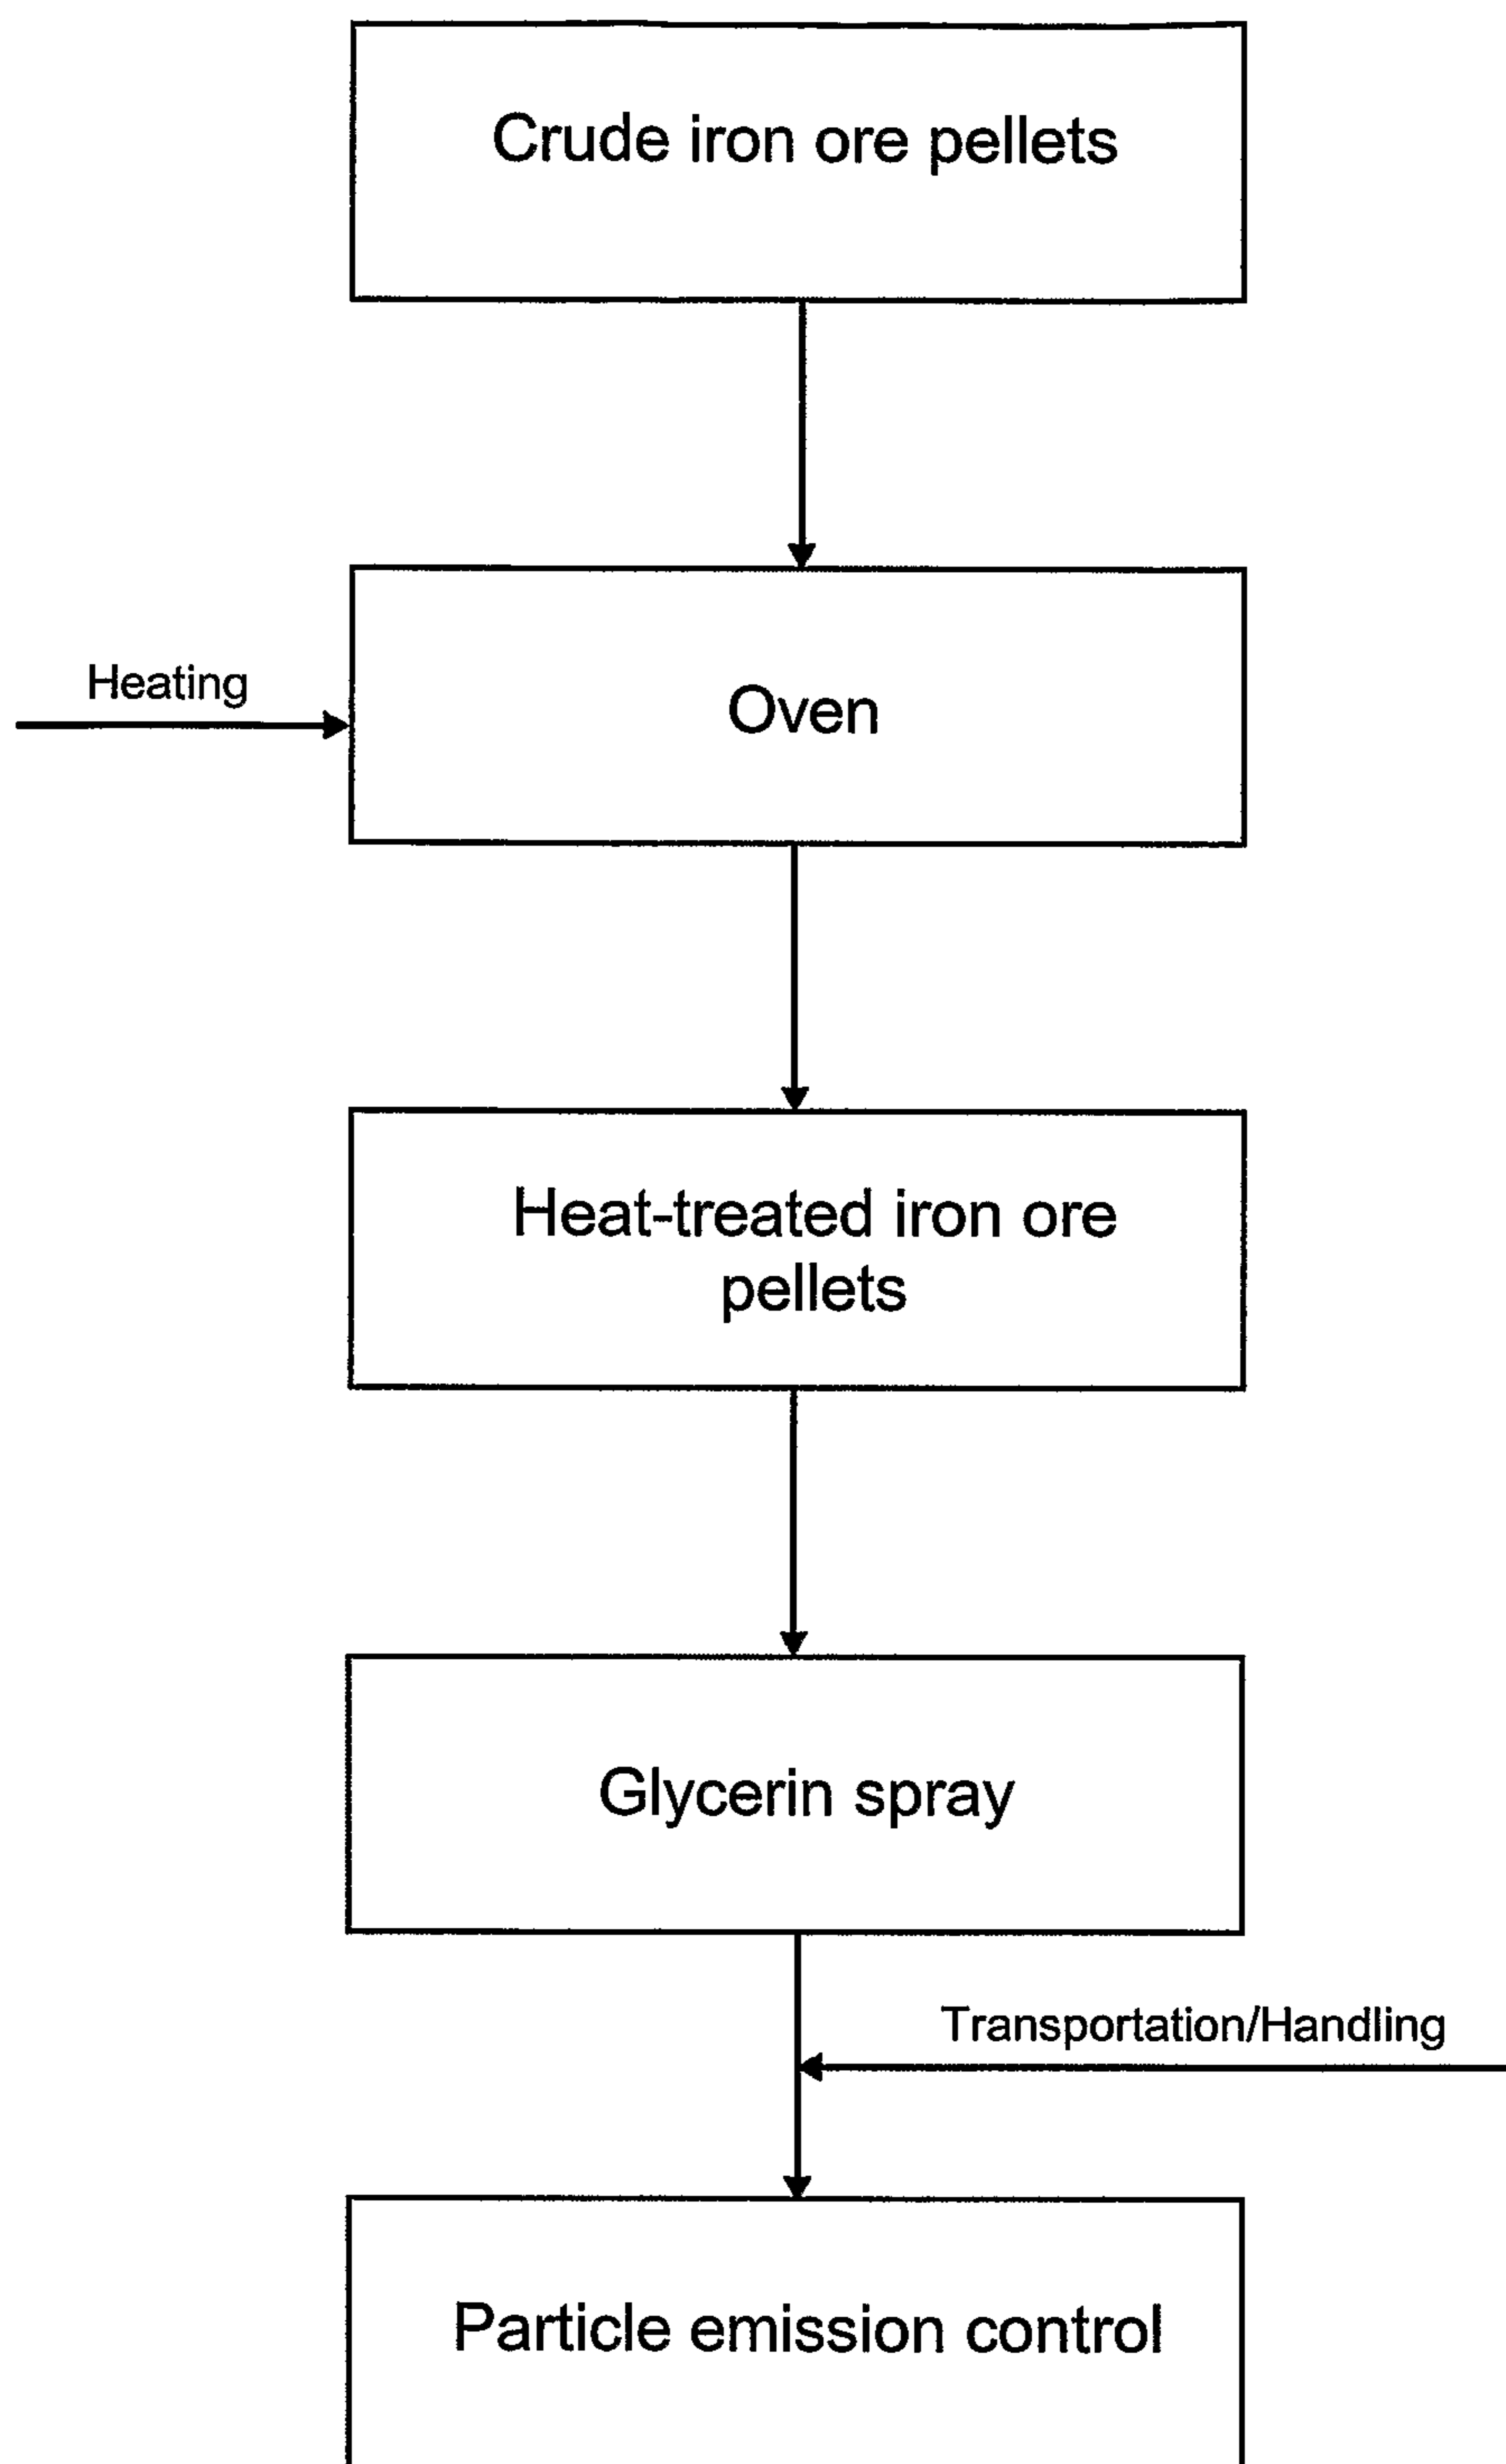 Crude iron ore pellets
Heating
Oven
Heat-treated iron ore
pellets
Glycerin spray
Transportation/Handling
Particle emission control